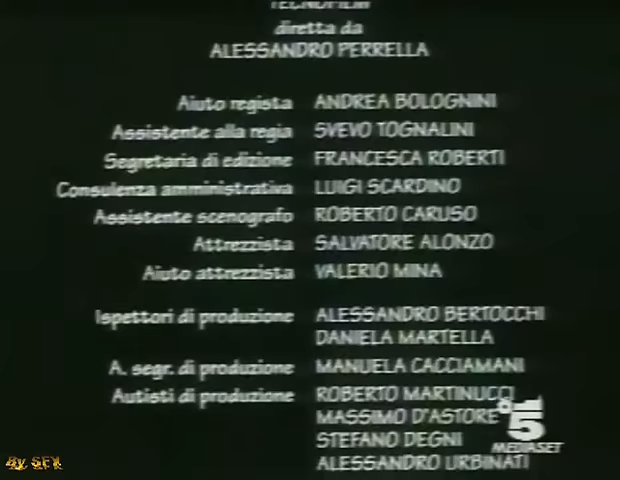 TECNOFILM
diretta da
ALESSANDRO PERRELLA
Aiuto regista ANDREA BOLOGNINI
Assistente alla regia SVEVO TOGNALINI
Segretaria di edizione FRANCESCA ROBERTI
Consulenza amministrativa LUIGI SCARDINO
Assistente scenografo ROBERTO CARUSO
Attrezzista SALVATORE ALONZO
Aiuto attrezzista VALERIO MINA
Ispettori di produzione ALESSANDRO BERTOCCHI
DANIELA MARTELLA
A. segr. di produzione MANUELA CACCIAMANI
Autisti di produzione ROBERTO MARTINUCCI
MASSIMO D'ASTORE
STEFANO DEGNI
ALESSANDRO URBINATI
5
MEDIASET
By SFX